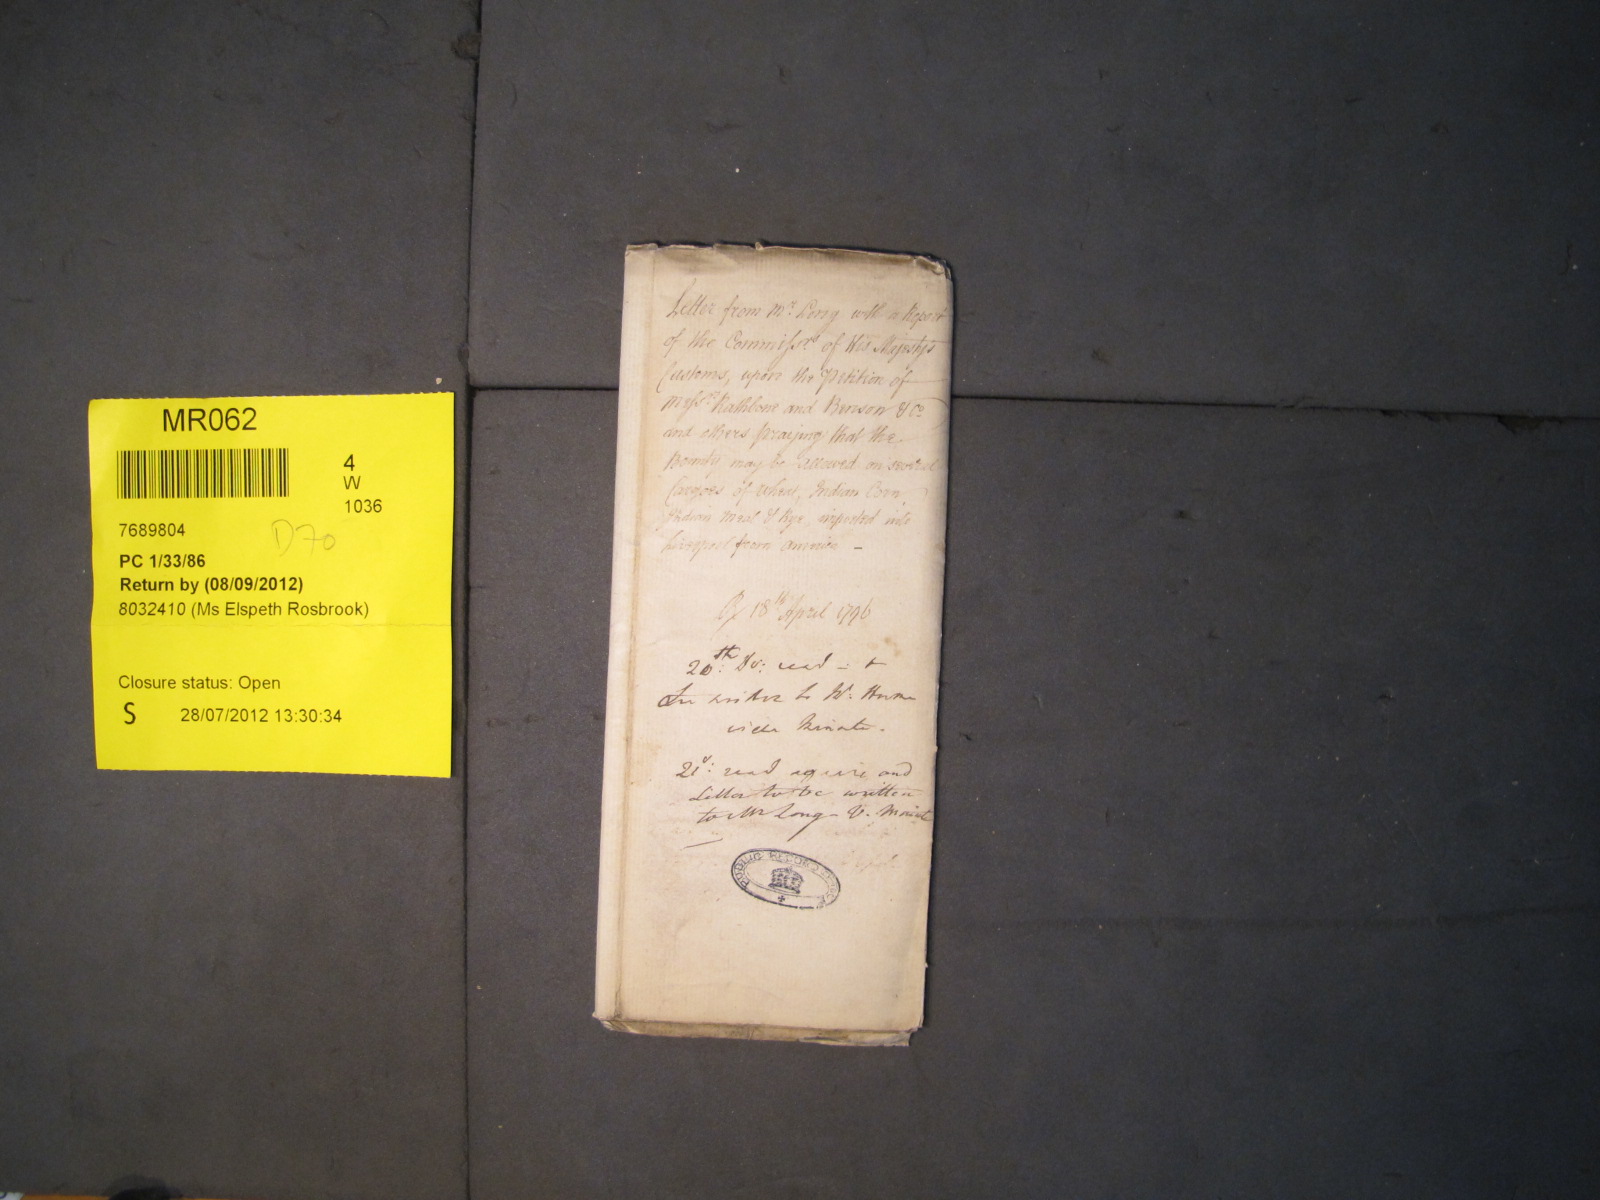 MR062
4
W
1036
7689804
D70
PC 1/33/86
Return by (08/09/2012)
8032410 (Ms Elspeth Rosbrook)
Closure status: Open
S 28/07/2012 13:30:34
Letter from Mr. Long with a Report
of the Commissrs. of His Majesty's
Customs, upon the Petition of
Messrs. Rathbone and Benson & Co
and others praying that the
Bounty may be allowed on several
Cargoes of Wheat, Indian Corn,
Indian Meal & Rye, imported into
Liverpool from America –
18th April 1796
20th: Do: read – &
Letter to Mr.
vide Minute.
21st: read again and
Letter to be written
to Mr Long V. Minute
PUBLIC RECORD OFFICE